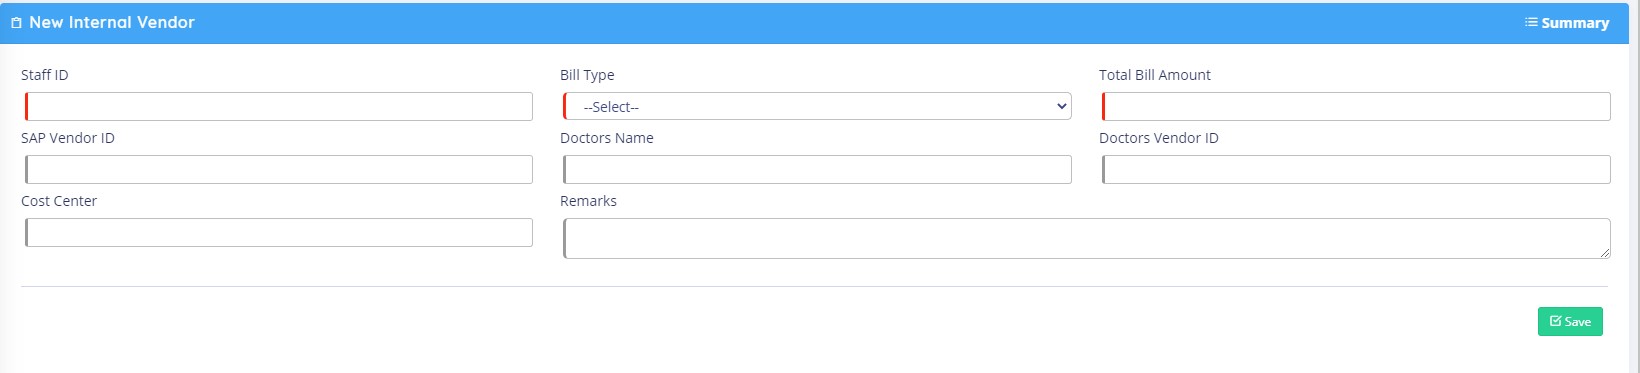 New Internal Vendor
Summary
Staff ID
Bill Type
Total Bill Amount
--Select--
SAP Vendor ID
Doctors Name
Doctors Vendor ID
Cost Center
Remarks
Save